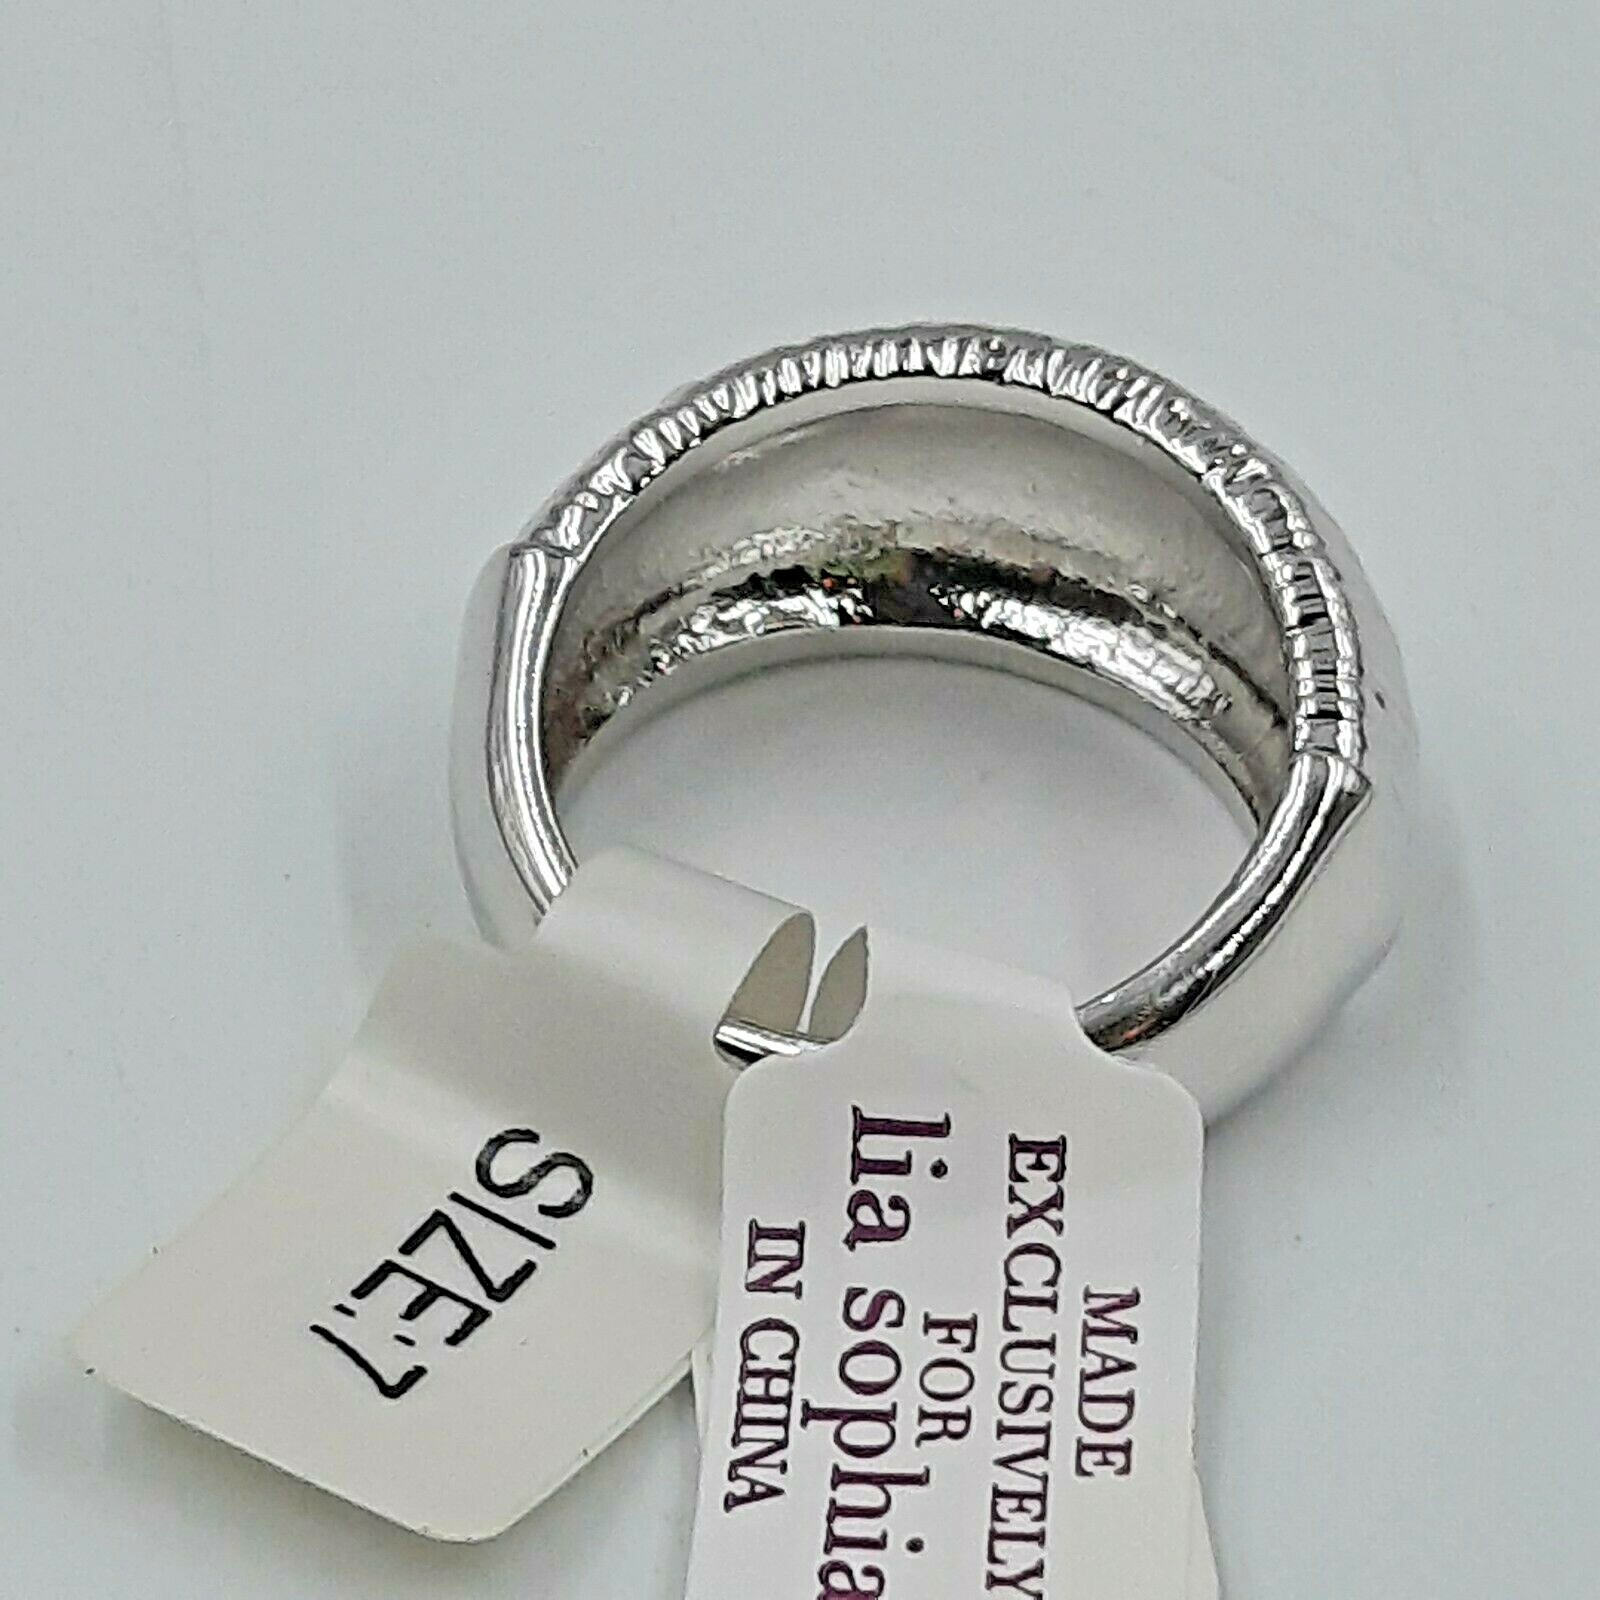 SIZE:7
MADE
EXCLUSIVELY
FOR
lia sophia
IN CHINA